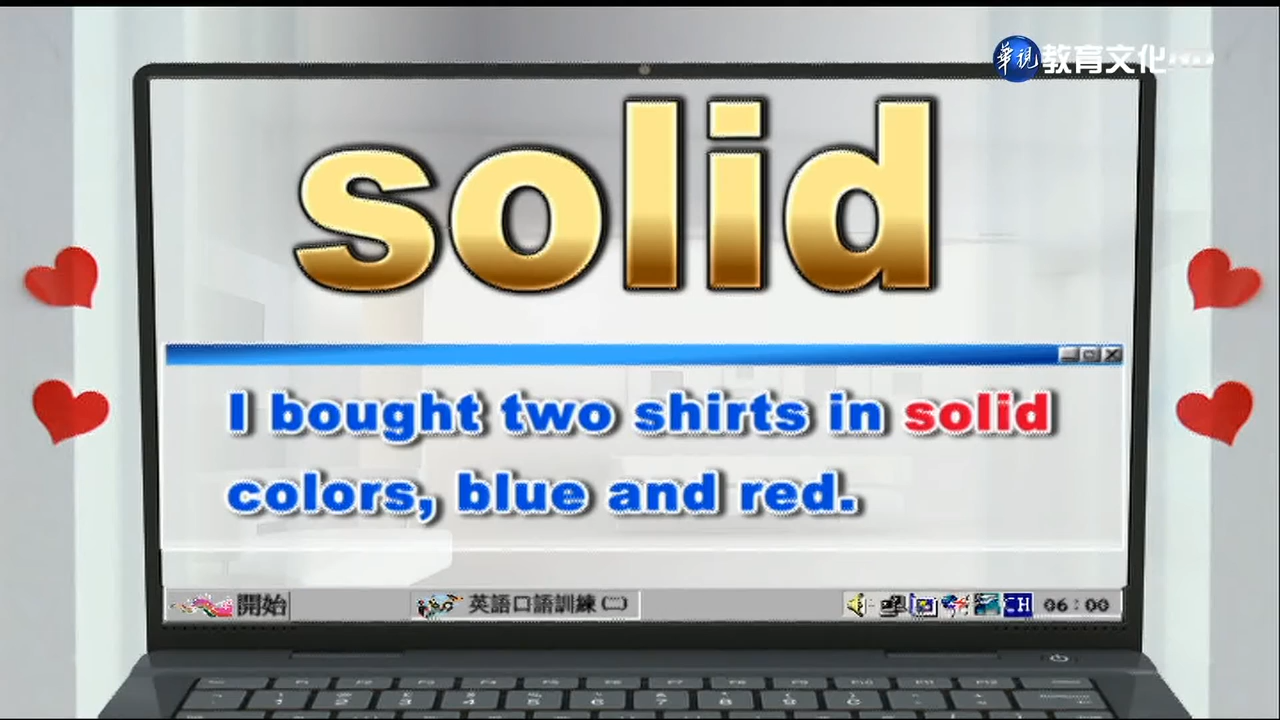 華視 教育文化 HD
solid
I bought two shirts in solid
colors, blue and red.
開始
英語口語訓練(二)
CH
06:00